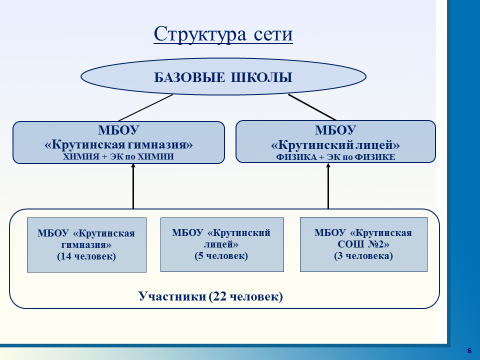 Структура сети
БАЗОВЫЕ ШКОЛЫ
МБОУ
«Крутинская гимназия»
ХИМИЯ + ЭК по ХИМИИ
МБОУ
«Крутинский лицей»
ФИЗИКА + ЭК по ФИЗИКЕ
МБОУ «Крутинская
гимназия»
(14 человек)
МБОУ «Крутинский
лицей»
(5 человек)
МБОУ «Крутинская
СОШ №2»
(3 человека)
Участники (22 человек)
6